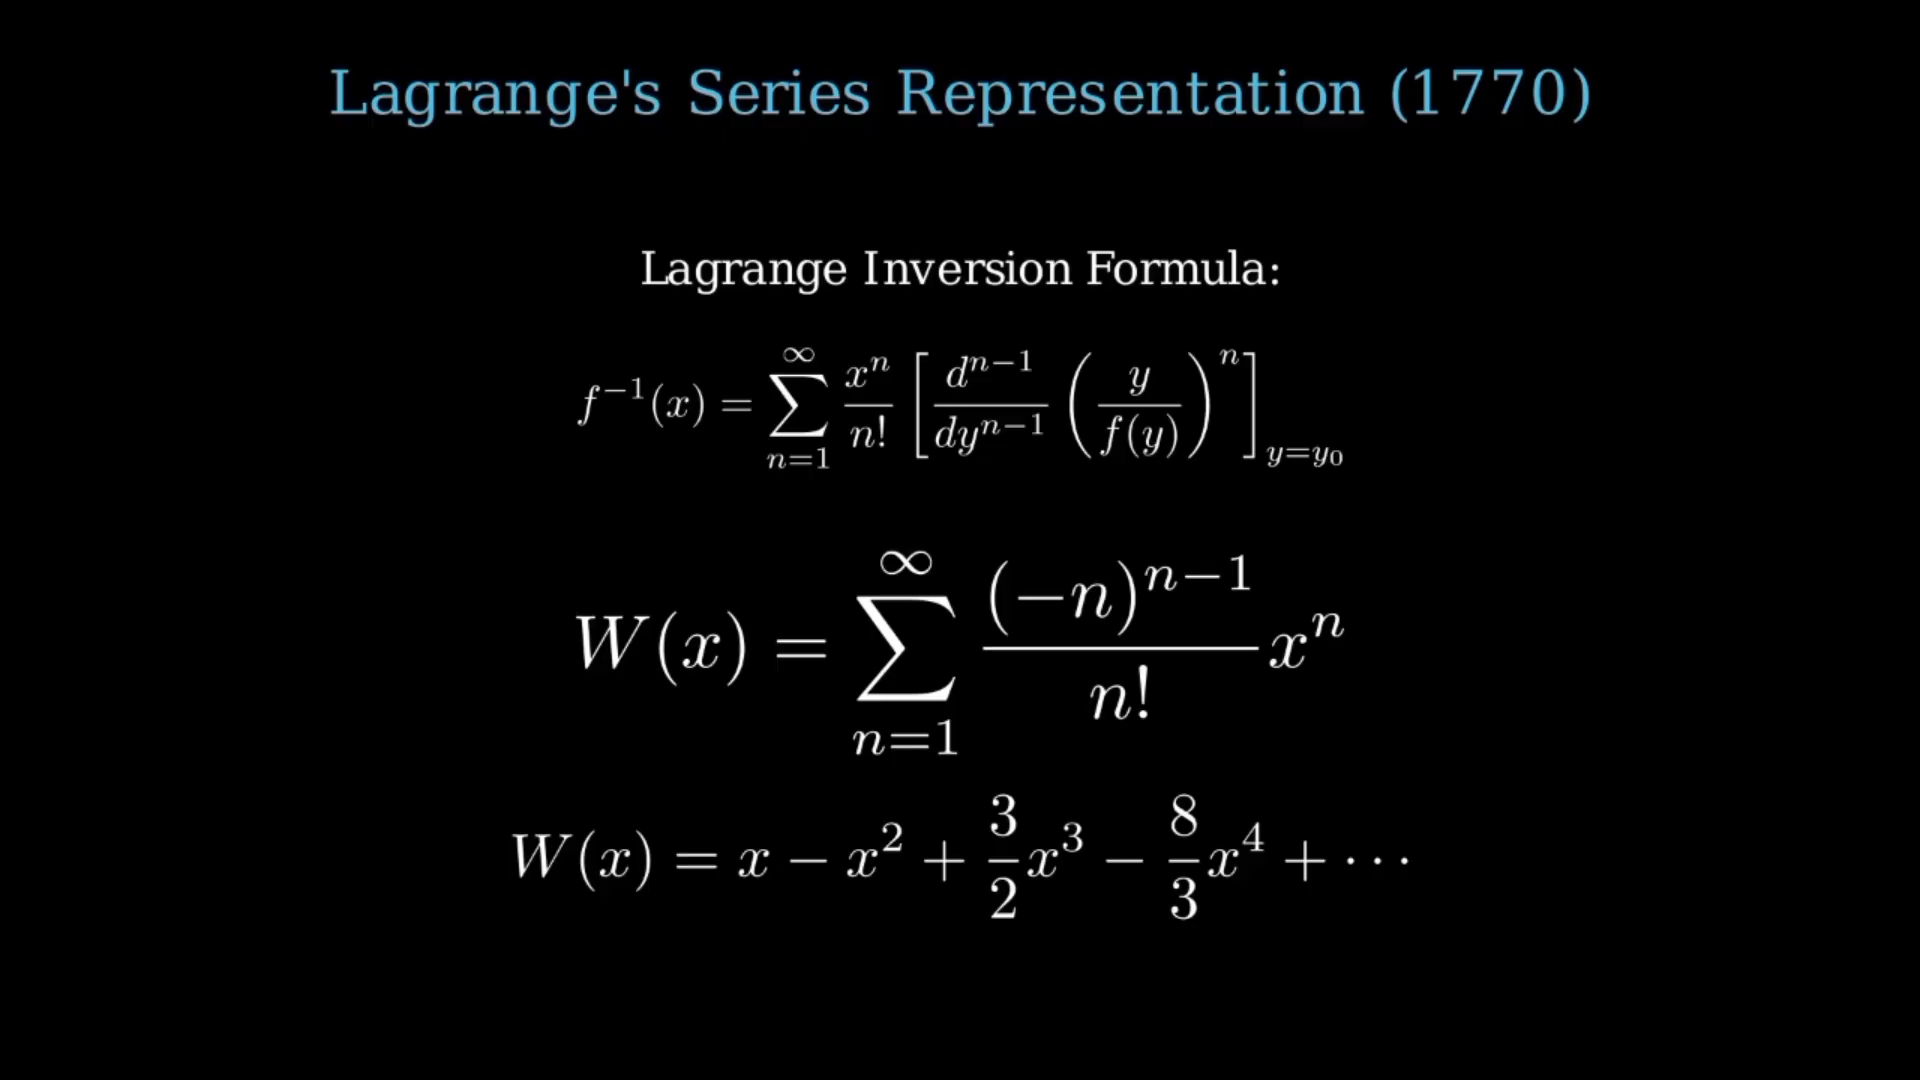 Lagrange's Series Representation (1770)
Lagrange Inversion Formula:
f^{-1}(x) = \sum_{n=1}^{\infty} \frac{x^n}{n!} \left[ \frac{d^{n-1}}{dy^{n-1}} \left( \frac{y}{f(y)} \right)^n \right]_{y=y_0}
W(x) = \sum_{n=1}^{\infty} \frac{(-n)^{n-1}}{n!} x^n
W(x) = x - x^2 + \frac{3}{2}x^3 - \frac{8}{3}x^4 + \cdots